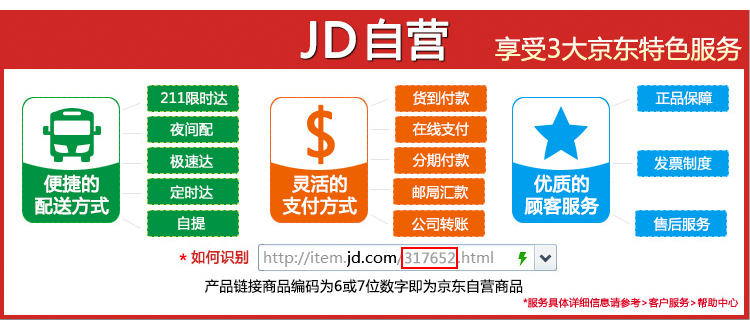 JD自营
享受3大京东特色服务
便捷的
配送方式
211限时达
夜间配
极速达
定时达
自提
$
灵活的
支付方式
货到付款
在线支付
分期付款
邮局汇款
公司转账
优质的
顾客服务
正品保障
发票制度
售后服务
*如何识别 http://item.jd.com/317652.html
产品链接商品编码为6或7位数字即为京东自营商品
*服务具体详细信息请参考>客户服务>帮助中心